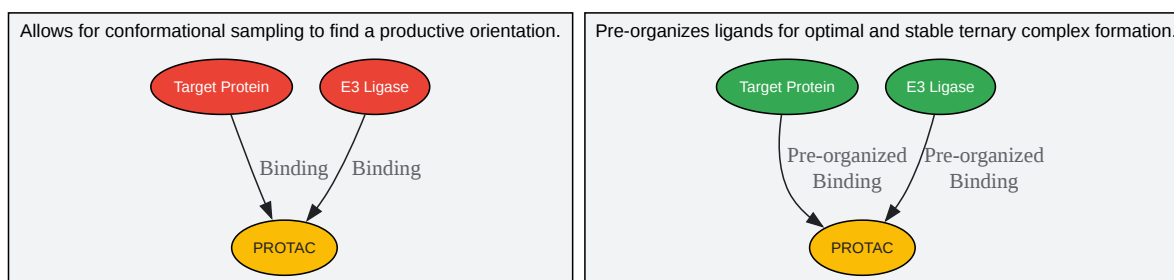 Allows for conformational sampling to find a productive orientation.
Target Protein
E3 Ligase
Binding
Binding
PROTAC
Pre-organizes ligands for optimal and stable ternary complex formation.
Target Protein
E3 Ligase
Pre-organized
Binding
Pre-organized
Binding
PROTAC